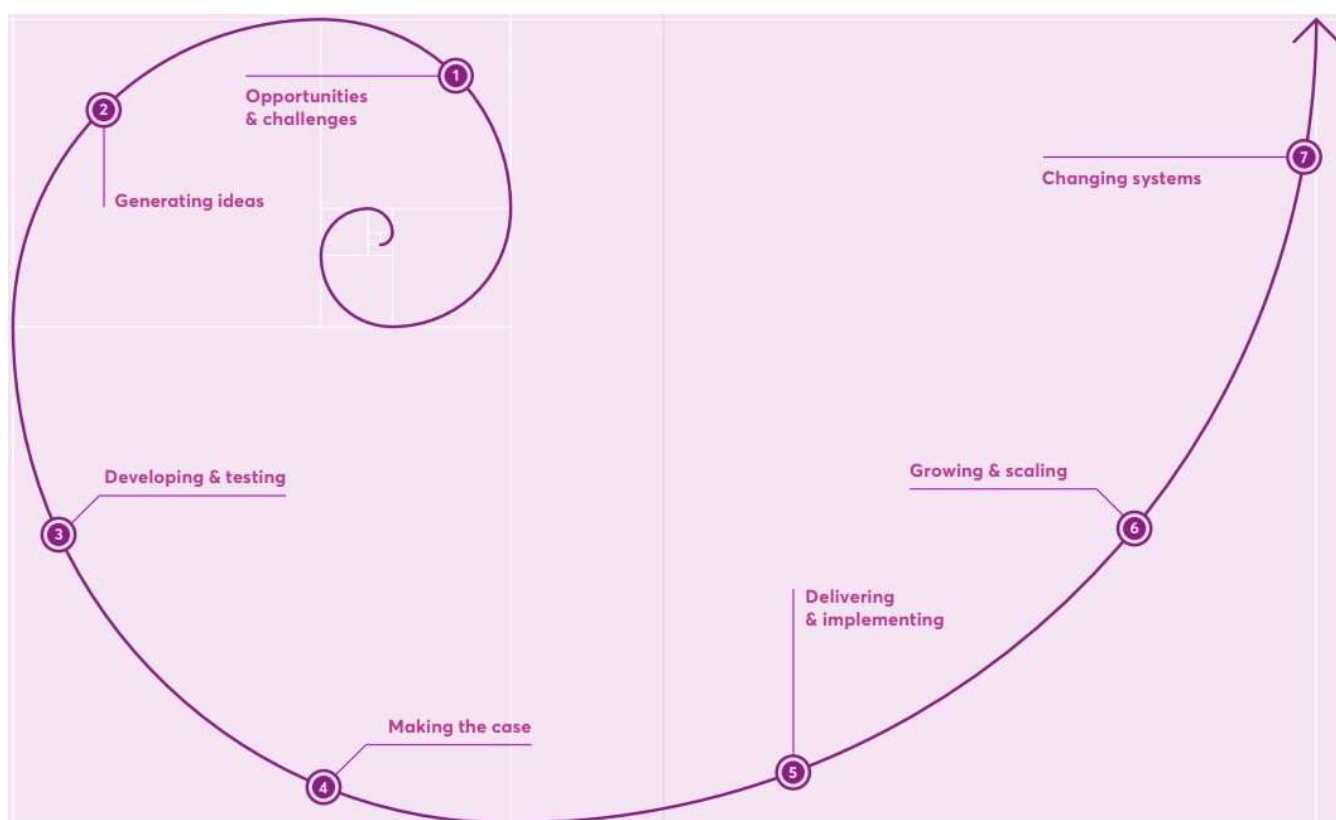 1
Opportunities
& challenges
2
Generating ideas
7
Changing systems
Developing & testing
3
Growing & scaling
6
Delivering
& implementing
Making the case
4
5